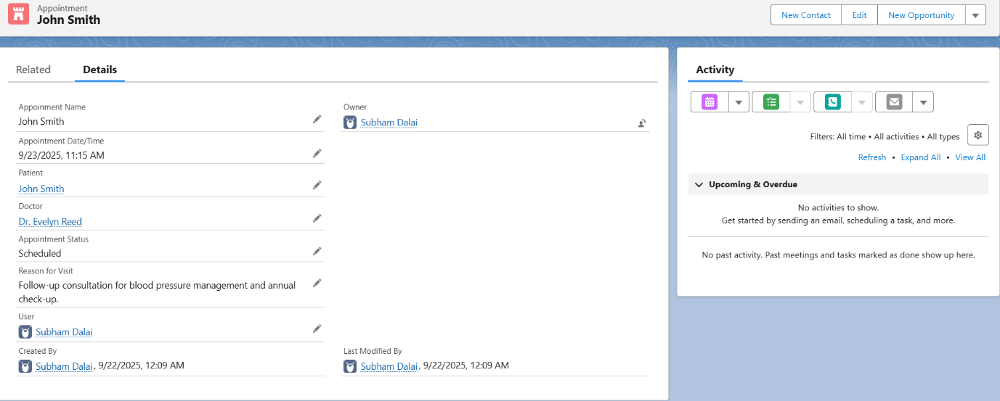 Appointment
John Smith
New Contact
Edit
New Opportunity
Related
Details
Appoinment Name
John Smith
Owner
Subham Dalai
Appointment Date/Time
9/23/2025, 11:15 AM
Patient
John Smith
Doctor
Dr. Evelyn Reed
Appointment Status
Scheduled
Reason for Visit
Follow-up consultation for blood pressure management and annual
check-up.
User
Subham Dalai
Created By
Subham Dalai, 9/22/2025, 12:09 AM
Last Modified By
Subham Dalai, 9/22/2025, 12:09 AM
Activity
Filters: All time • All activities • All types
Refresh • Expand All • View All
Upcoming & Overdue
No activities to show.
Get started by sending an email, scheduling a task, and more.
No past activity. Past meetings and tasks marked as done show up here.